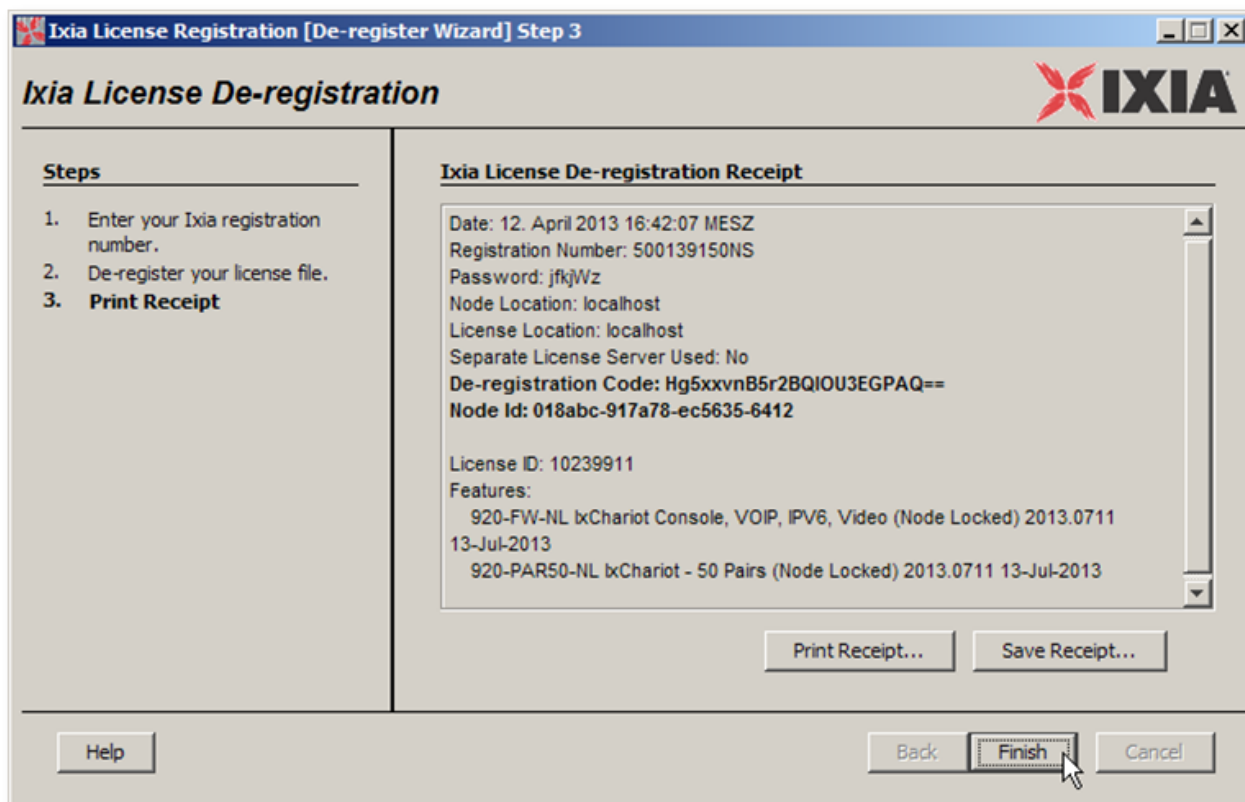 Ixia License Registration [De-register Wizard] Step 3
Ixia License De-registration
IXIA
Steps
1. Enter your Ixia registration
number.
2. De-register your license file.
3. Print Receipt
Ixia License De-registration Receipt
Date: 12. April 2013 16:42:07 MESZ
Registration Number: 500139150NS
Password: jfkjWz
Node Location: localhost
License Location: localhost
Separate License Server Used: No
De-registration Code: Hg5xxvnB5r2BQIOU3EGPAQ==
Node Id: 018abc-917a78-ec5635-6412
License ID: 10239911
Features:
920-FW-NL IxChariot Console, VOIP, IPV6, Video (Node Locked) 2013.0711
13-Jul-2013
920-PAR50-NL IxChariot - 50 Pairs (Node Locked) 2013.0711 13-Jul-2013
Print Receipt...
Save Receipt...
Help
Back
Finish
Cancel